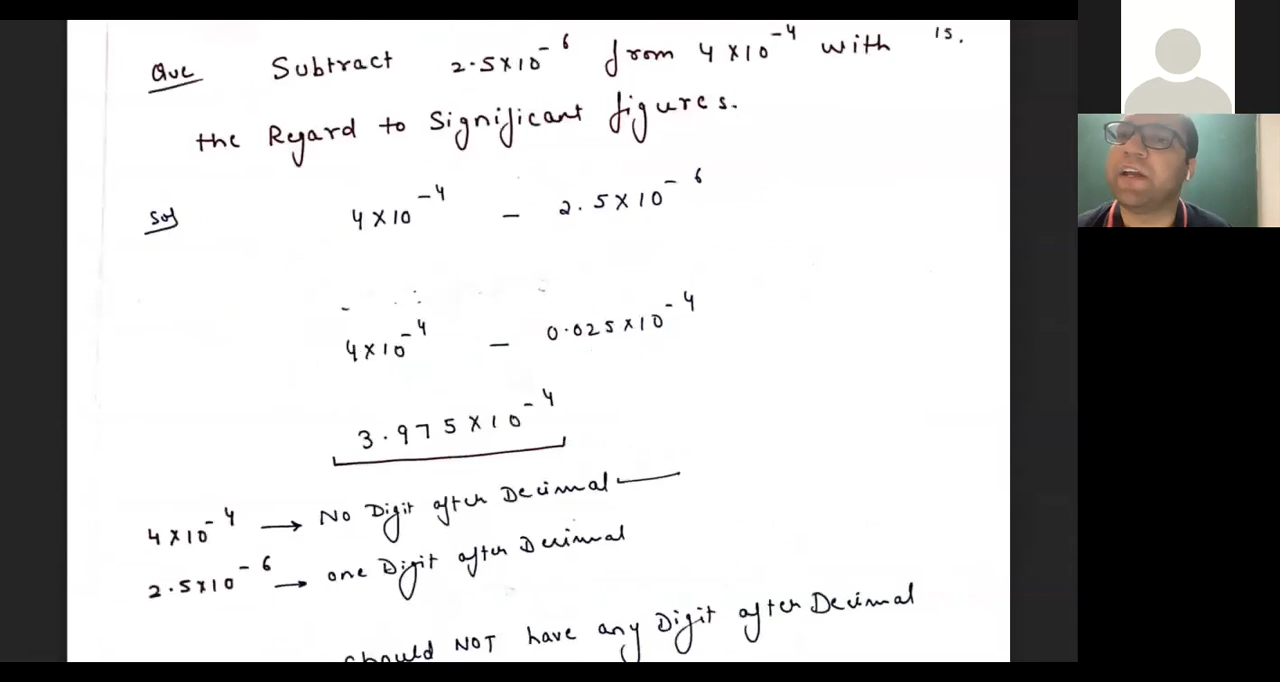 Que Subtract 2.5×10⁻⁶ from 4×10⁻⁴ with 15.
the Regard to Significant figures.
Sol 4×10⁻⁴ – 2.5×10⁻⁶
4×10⁻⁴ – 0.025×10⁻⁴
3.975×10⁻⁴
4×10⁻⁴ → No Digit after Decimal
2.5×10⁻⁶ → one Digit after Decimal
should NOT have any Digit after Decimal